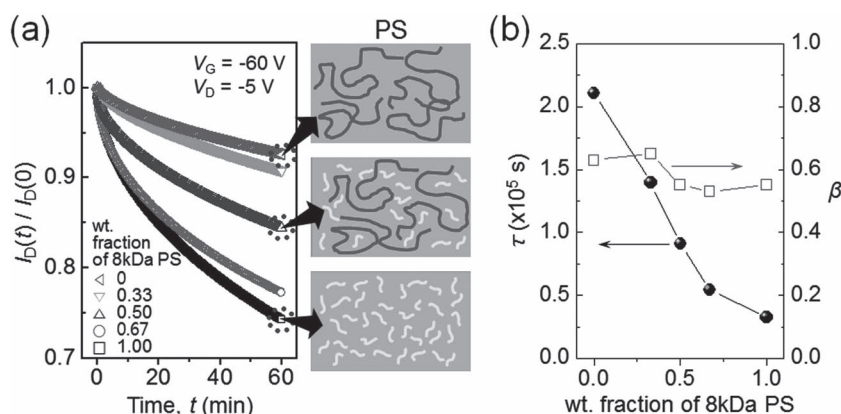 (a)
PS
(b)
V_G = -60 V
V_D = -5 V
I_D(t) / I_D(0)
1.0
0.9
0.8
0.7
wt.
fraction
of 8kDa PS
0
0.33
0.50
0.67
1.00
0 20 40 60
Time, t (min)
τ (x10⁵ s)
2.5
2.0
1.5
1.0
0.5
0.0
1.0
0.8
0.6
0.4
0.2
0
β
0.0 0.5 1.0
wt. fraction of 8kDa PS